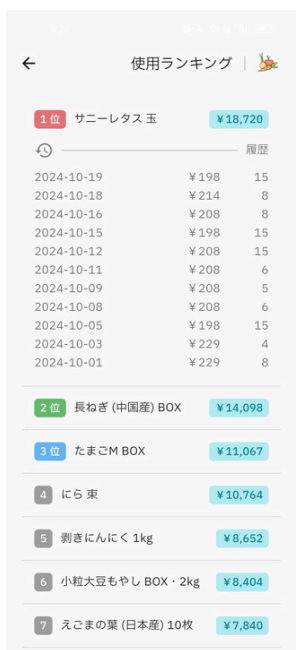 使用ランキング
1 位 サニーレタス 玉 ¥18,720
履歴
2024-10-19 ¥198 15
2024-10-18 ¥214 8
2024-10-16 ¥208 8
2024-10-15 ¥198 15
2024-10-12 ¥208 15
2024-10-11 ¥208 6
2024-10-09 ¥208 5
2024-10-08 ¥208 6
2024-10-05 ¥198 15
2024-10-03 ¥229 4
2024-10-01 ¥229 8
2 位 長ねぎ (中国産) BOX ¥14,098
3 位 たまごM BOX ¥11,067
4 にら 束 ¥10,764
5 剥きにんにく 1kg ¥8,652
6 小粒大豆もやし BOX・2kg ¥8,404
7 えごまの葉 (日本産) 10枚 ¥7,840